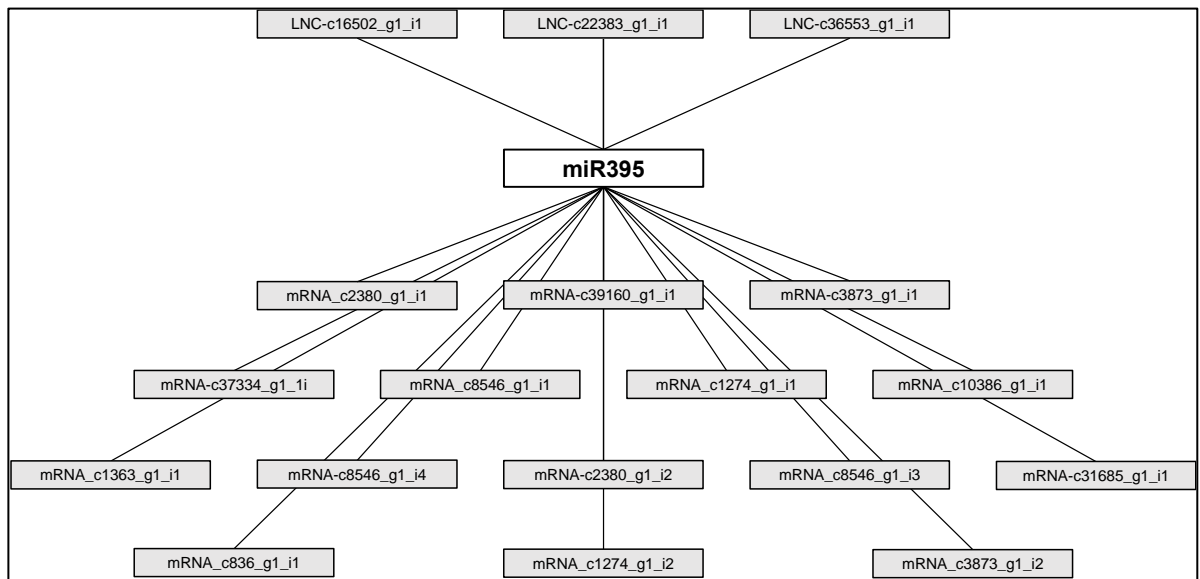 LNC-c16502_g1_i1
LNC-c22383_g1_i1
LNC-c36553_g1_i1
miR395
mRNA_c2380_g1_i1
mRNA-c39160_g1_i1
mRNA-c3873_g1_i1
mRNA-c37334_g1_1i
mRNA_c8546_g1_i1
mRNA_c1274_g1_i1
mRNA_c10386_g1_i1
mRNA_c1363_g1_i1
mRNA-c8546_g1_i4
mRNA-c2380_g1_i2
mRNA_c8546_g1_i3
mRNA-c31685_g1_i1
mRNA_c836_g1_i1
mRNA_c1274_g1_i2
mRNA_c3873_g1_i2